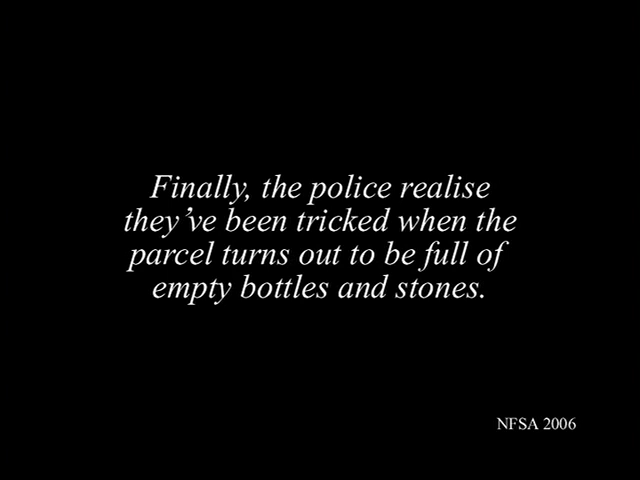 Finally, the police realise
they've been tricked when the
parcel turns out to be full of
empty bottles and stones.
NFSA 2006